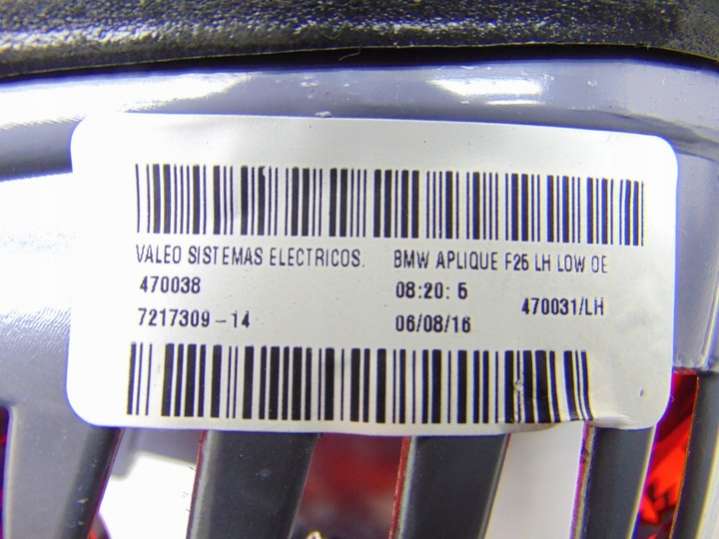 VALEO SISTEMAS ELECTRICOS. BMW APLIQUE F25 LH LOW OE
470038 08:20: 5 470031/LH
7217309-14 06/08/16